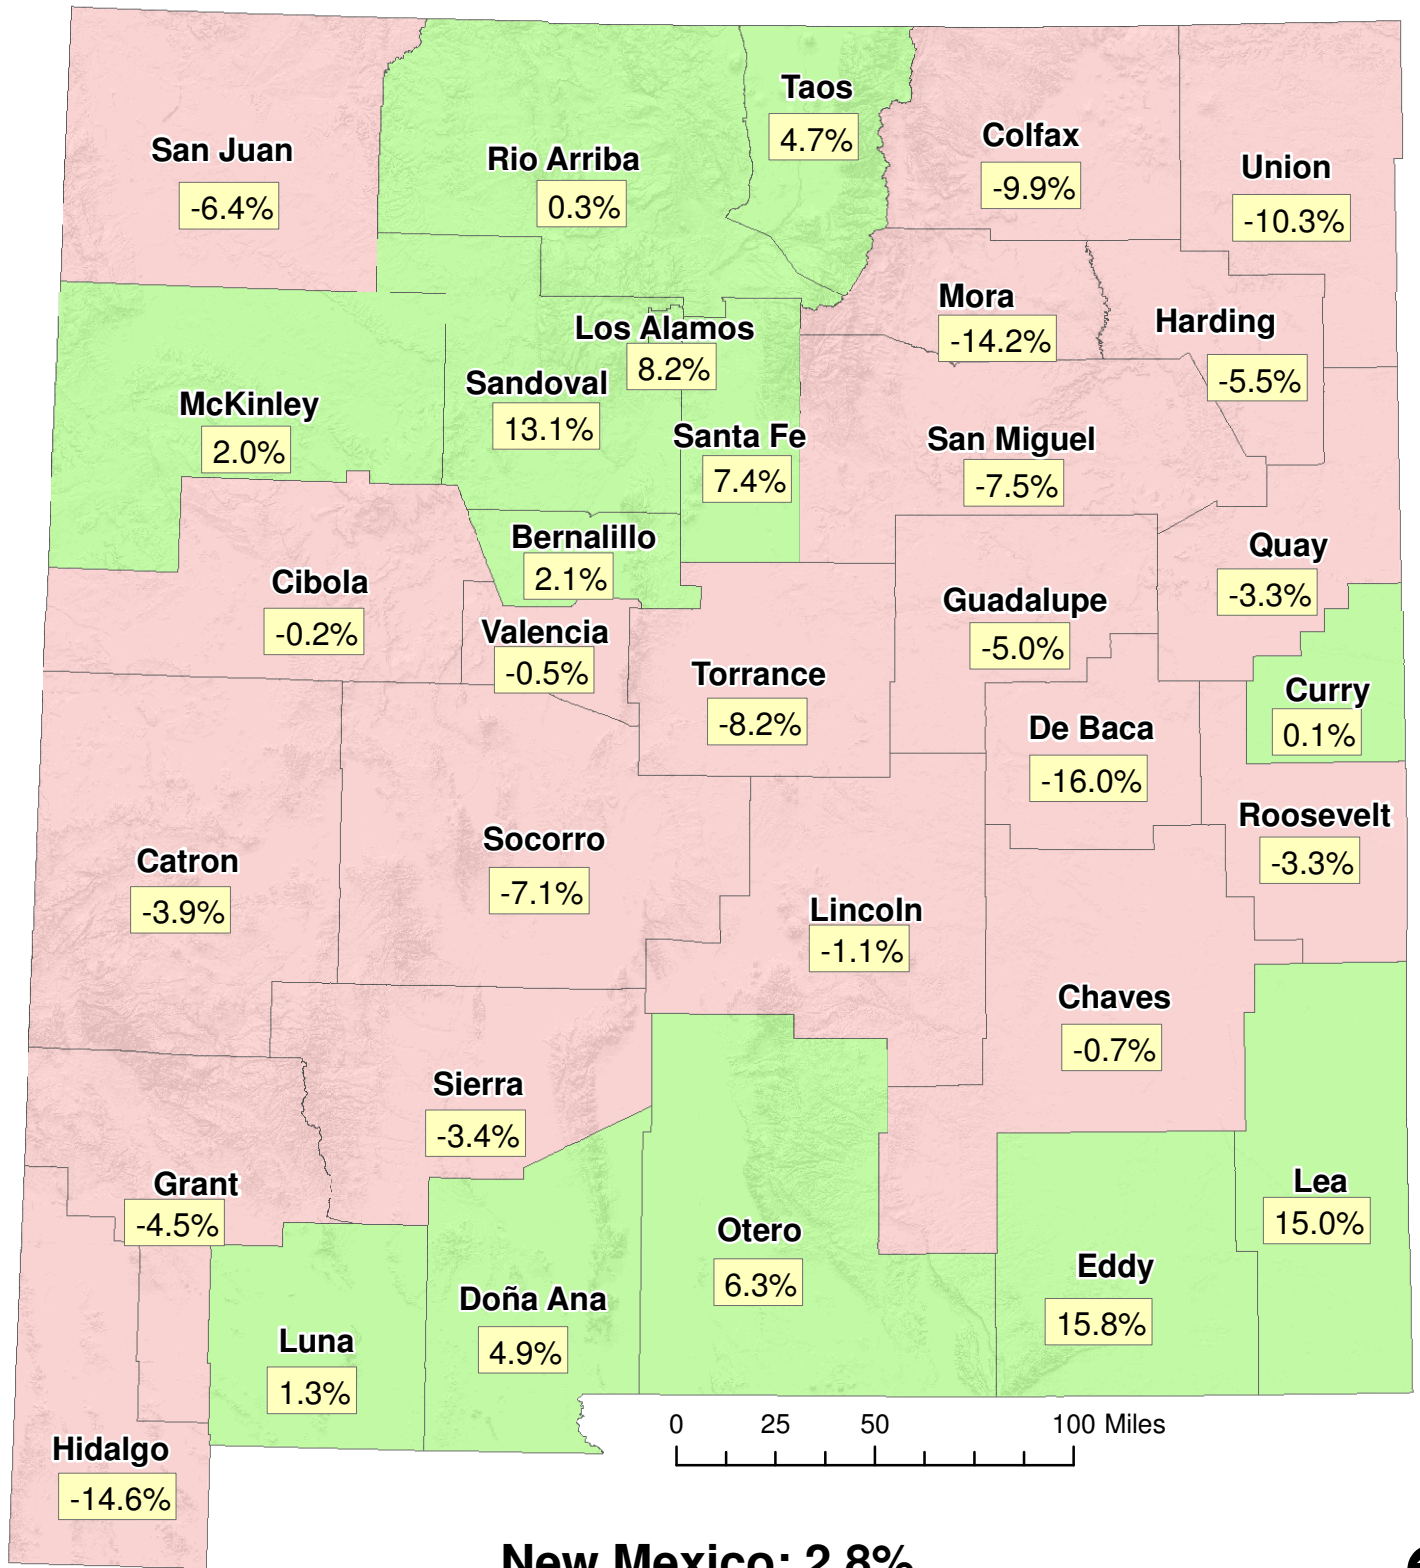 Taos
4.7%
San Juan
-6.4%
Rio Arriba
0.3%
Colfax
-9.9%
Union
-10.3%
Mora
-14.2%
Harding
-5.5%
Los Alamos
8.2%
McKinley
2.0%
Sandoval
13.1%
Santa Fe
7.4%
San Miguel
-7.5%
Bernalillo
2.1%
Quay
-3.3%
Cibola
-0.2%
Guadalupe
-5.0%
Valencia
-0.5%
Torrance
-8.2%
Curry
0.1%
De Baca
-16.0%
Roosevelt
-3.3%
Socorro
-7.1%
Catron
-3.9%
Lincoln
-1.1%
Chaves
-0.7%
Sierra
-3.4%
Grant
-4.5%
Lea
15.0%
Otero
6.3%
Eddy
15.8%
Doña Ana
4.9%
Luna
1.3%
Hidalgo
-14.6%
0 25 50 100 Miles
New Mexico: 2.8%